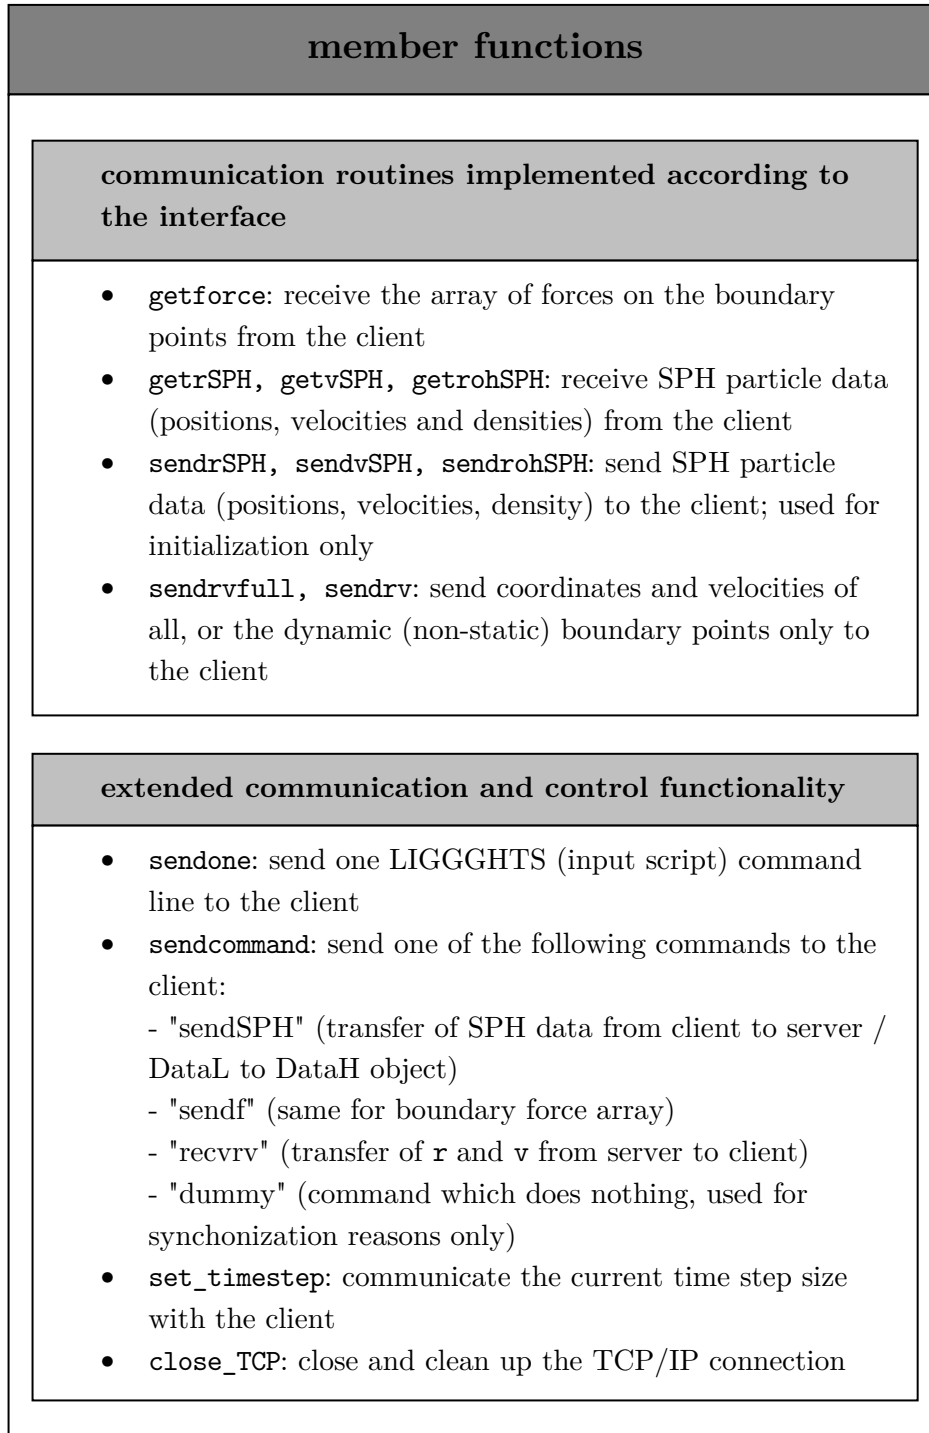 member functions
communication routines implemented according to
the interface
• getforce: receive the array of forces on the boundary
points from the client
• getrSPH, getvSPH, getrohSPH: receive SPH particle data
(positions, velocities and densities) from the client
• sendrSPH, sendvSPH, sendrohSPH: send SPH particle
data (positions, velocities, density) to the client; used for
initialization only
• sendrvfull, sendrv: send coordinates and velocities of
all, or the dynamic (non-static) boundary points only to
the client
extended communication and control functionality
• sendone: send one LIGGGHTS (input script) command
line to the client
• sendcommand: send one of the following commands to the
client:
- "sendSPH" (transfer of SPH data from client to server /
DataL to DataH object)
- "sendf" (same for boundary force array)
- "recvrv" (transfer of r and v from server to client)
- "dummy" (command which does nothing, used for
synchonization reasons only)
• set_timestep: communicate the current time step size
with the client
• close_TCP: close and clean up the TCP/IP connection